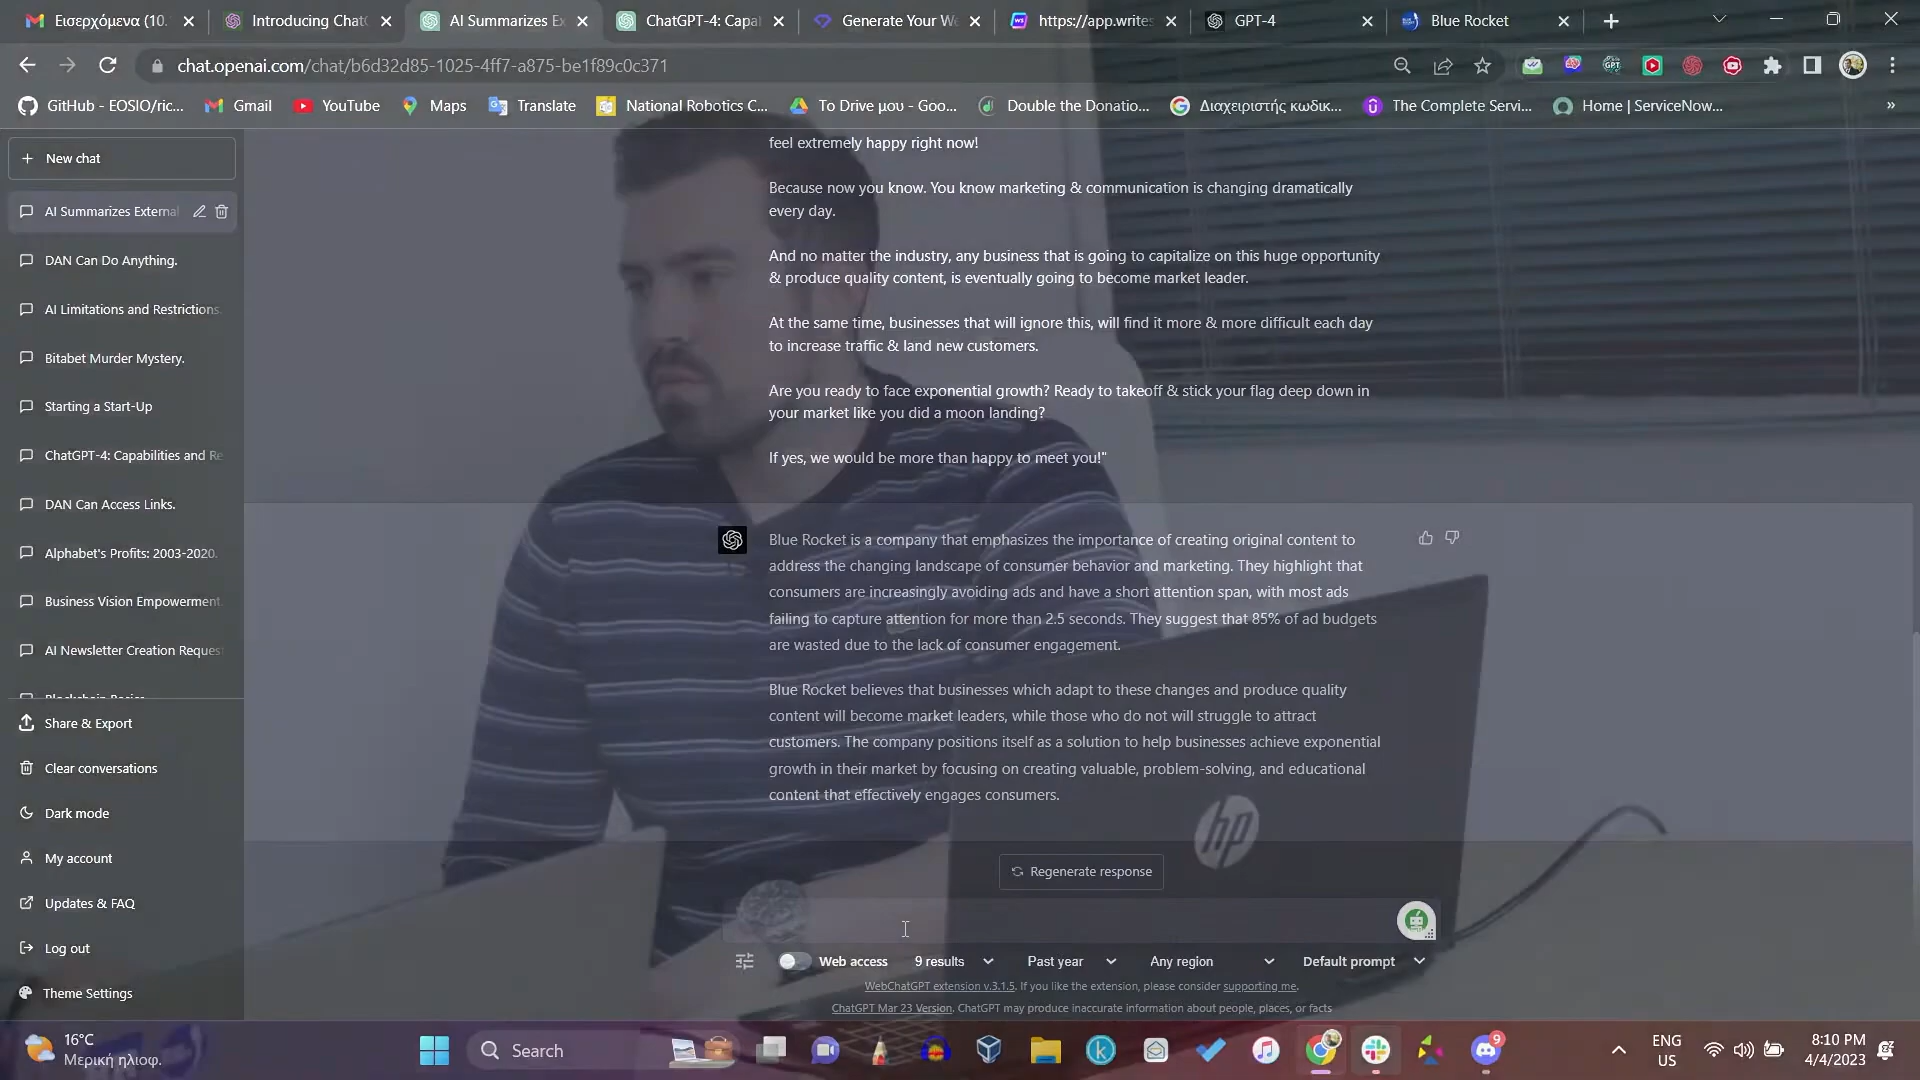 Εισερχόμενα (10.
Introducing ChatG
AI Summarizes Ex
ChatGPT-4: Capa
Generate Your We
https://app.writes
GPT-4
Blue Rocket
chat.openai.com/chat/b6d32d85-1025-4ff7-a875-be1f89c0c371
GitHub - EOSIO/ric...
Gmail
YouTube
Maps
Translate
National Robotics C...
To Drive μου - Goo...
Double the Donatio...
Διαχειριστής κωδικ...
The Complete Servi...
Home | ServiceNow...
»
New chat
AI Summarizes External
DAN Can Do Anything.
AI Limitations and Restrictions
Bitabet Murder Mystery.
Starting a Start-Up
ChatGPT-4: Capabilities and Re
DAN Can Access Links.
Alphabet's Profits: 2003-2020.
Business Vision Empowerment
AI Newsletter Creation Reques
Blockchain Basics
Share & Export
Clear conversations
Dark mode
My account
Updates & FAQ
Log out
Theme Settings
feel extremely happy right now!
Because now you know. You know marketing & communication is changing dramatically
every day.
And no matter the industry, any business that is going to capitalize on this huge opportunity
& produce quality content, is eventually going to become market leader.
At the same time, businesses that will ignore this, will find it more & more difficult each day
to increase traffic & land new customers.
Are you ready to face exponential growth? Ready to takeoff & stick your flag deep down in
your market like you did a moon landing?
If yes, we would be more than happy to meet you!"
Blue Rocket is a company that emphasizes the importance of creating original content to
address the changing landscape of consumer behavior and marketing. They highlight that
consumers are increasingly avoiding ads and have a short attention span, with most ads
failing to capture attention for more than 2.5 seconds. They suggest that 85% of ad budgets
are wasted due to the lack of consumer engagement.
Blue Rocket believes that businesses which adapt to these changes and produce quality
content will become market leaders, while those who do not will struggle to attract
customers. The company positions itself as a solution to help businesses achieve exponential
growth in their market by focusing on creating valuable, problem-solving, and educational
content that effectively engages consumers.
hp
Regenerate response
Web access
9 results
Past year
Any region
Default prompt
WebChatGPT extension v.3.1.5. If you like the extension, please consider supporting me.
ChatGPT Mar 23 Version. ChatGPT may produce inaccurate information about people, places, or facts
16°C
Μερική ηλιοφ.
Search
9
ENG
US
8:10 PM
4/4/2023